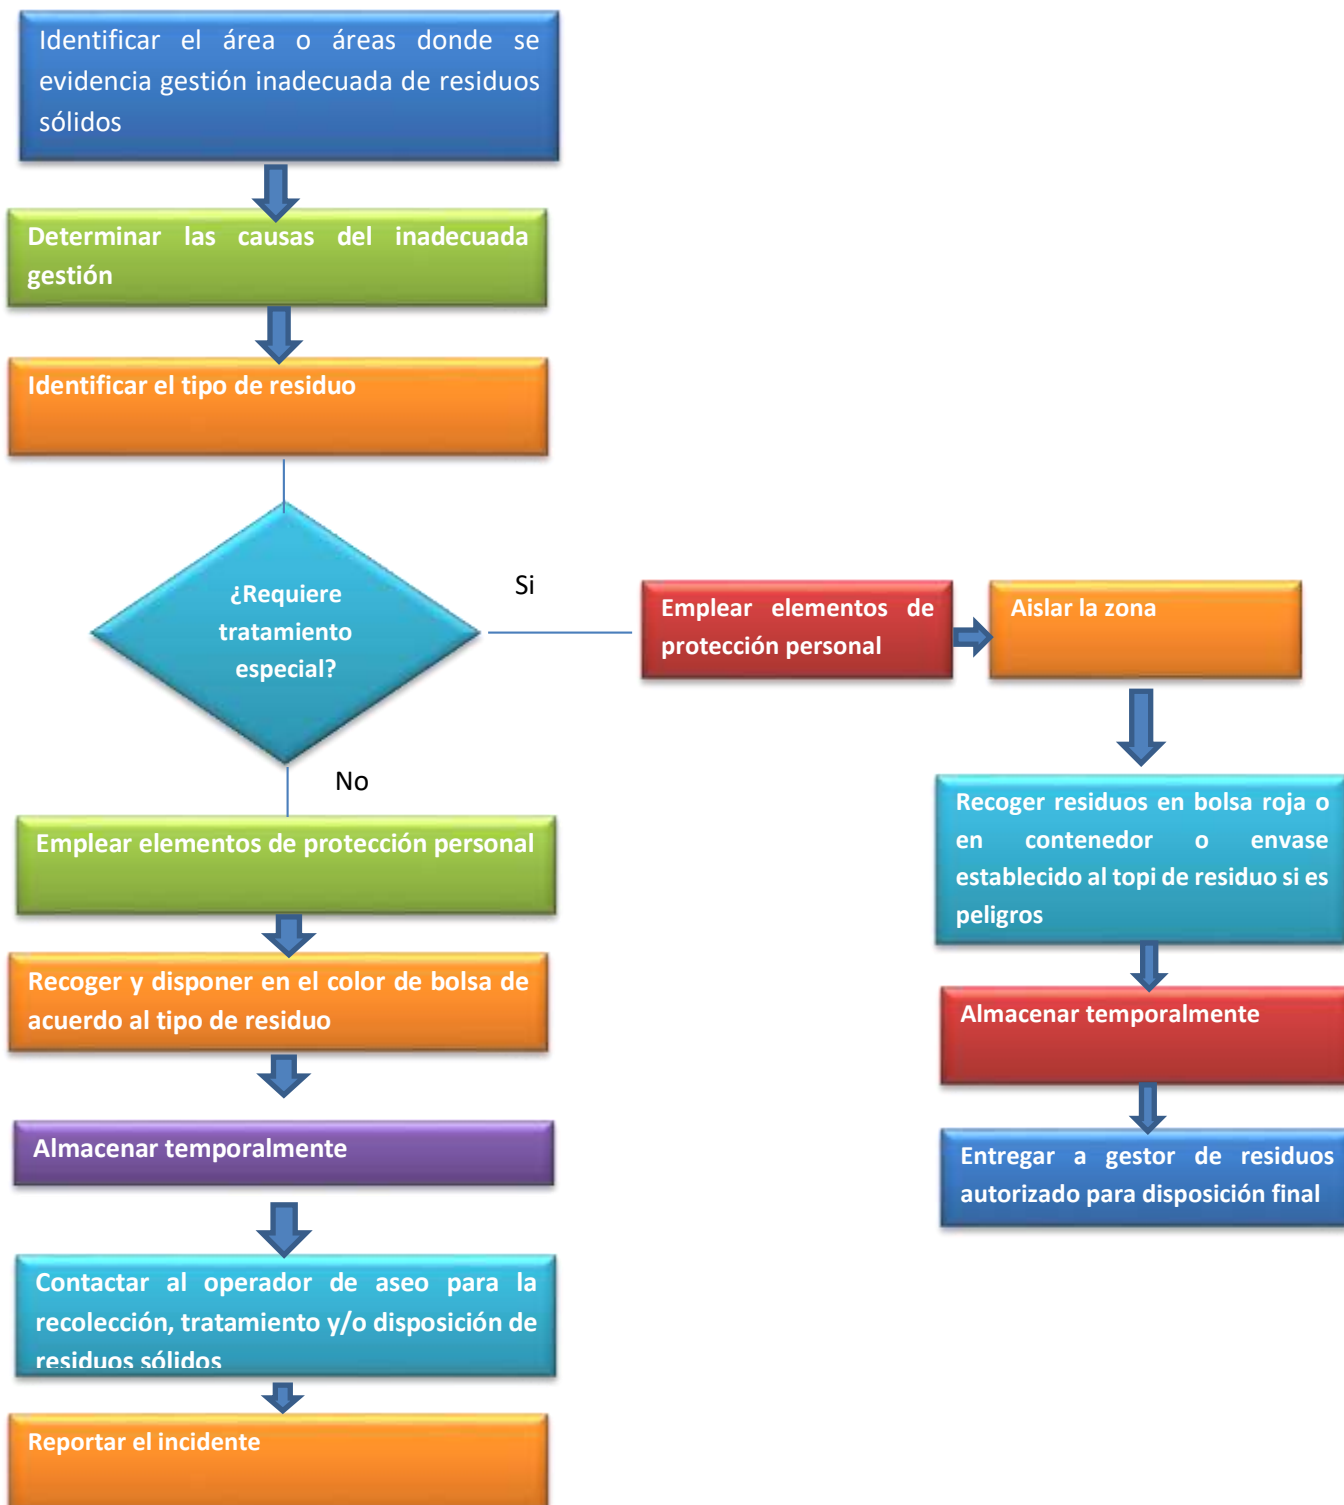 Identificar el área o áreas donde se
evidencia gestión inadecuada de residuos
sólidos
Determinar las causas del inadecuada
gestión
Identificar el tipo de residuo
¿Requiere
tratamiento
especial?
Si
Emplear elementos de
protección personal
Aislar la zona
Recoger residuos en bolsa roja o
en contenedor o envase
establecido al topi de residuo si es
peligros
Almacenar temporalmente
Entregar a gestor de residuos
autorizado para disposición final
No
Emplear elementos de protección personal
Recoger y disponer en el color de bolsa de
acuerdo al tipo de residuo
Almacenar temporalmente
Contactar al operador de aseo para la
recolección, tratamiento y/o disposición de
residuos sólidos
Reportar el incidente